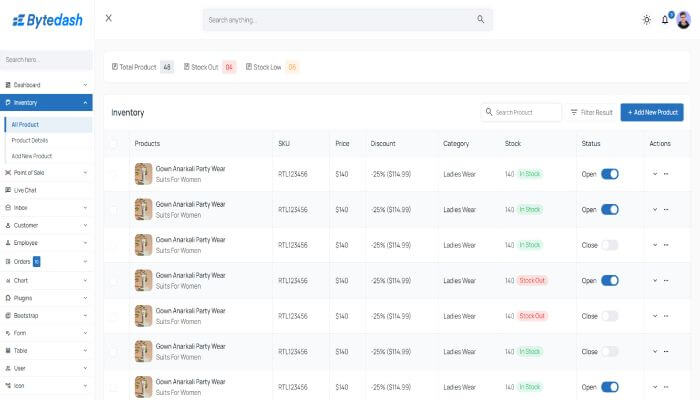 Bytedash
Search anything...
Search here...
Dashboard
Inventory
All Product
Product Details
Add New Product
Point of Sale
Live Chat
Inbox
Customer
Employee
Orders
Chart
Plugins
Bootstrap
Form
Table
User
Icon
Total Product 48 Stock Out 04 Stock Low 06
Inventory
Search Product
Filter Result
+ Add New Product
Products SKU Price Discount Category Stock Status Actions
Gown Anarkali Party Wear
Suits For Women
RTL123456 $140 -25% ($114.99) Ladies Wear 140 In Stock Open
Gown Anarkali Party Wear
Suits For Women
RTL123456 $140 -25% ($114.99) Ladies Wear 140 In Stock Open
Gown Anarkali Party Wear
Suits For Women
RTL123456 $140 -25% ($114.99) Ladies Wear 140 In Stock Close
Gown Anarkali Party Wear
Suits For Women
RTL123456 $140 -25% ($114.99) Ladies Wear 140 Stock Out Open
Gown Anarkali Party Wear
Suits For Women
RTL123456 $140 -25% ($114.99) Ladies Wear 140 Stock Out Close
Gown Anarkali Party Wear
Suits For Women
RTL123456 $140 -25% ($114.99) Ladies Wear 140 In Stock Close
Gown Anarkali Party Wear
Suits For Women
RTL123456 $140 -25% ($114.99) Ladies Wear 140 In Stock Open